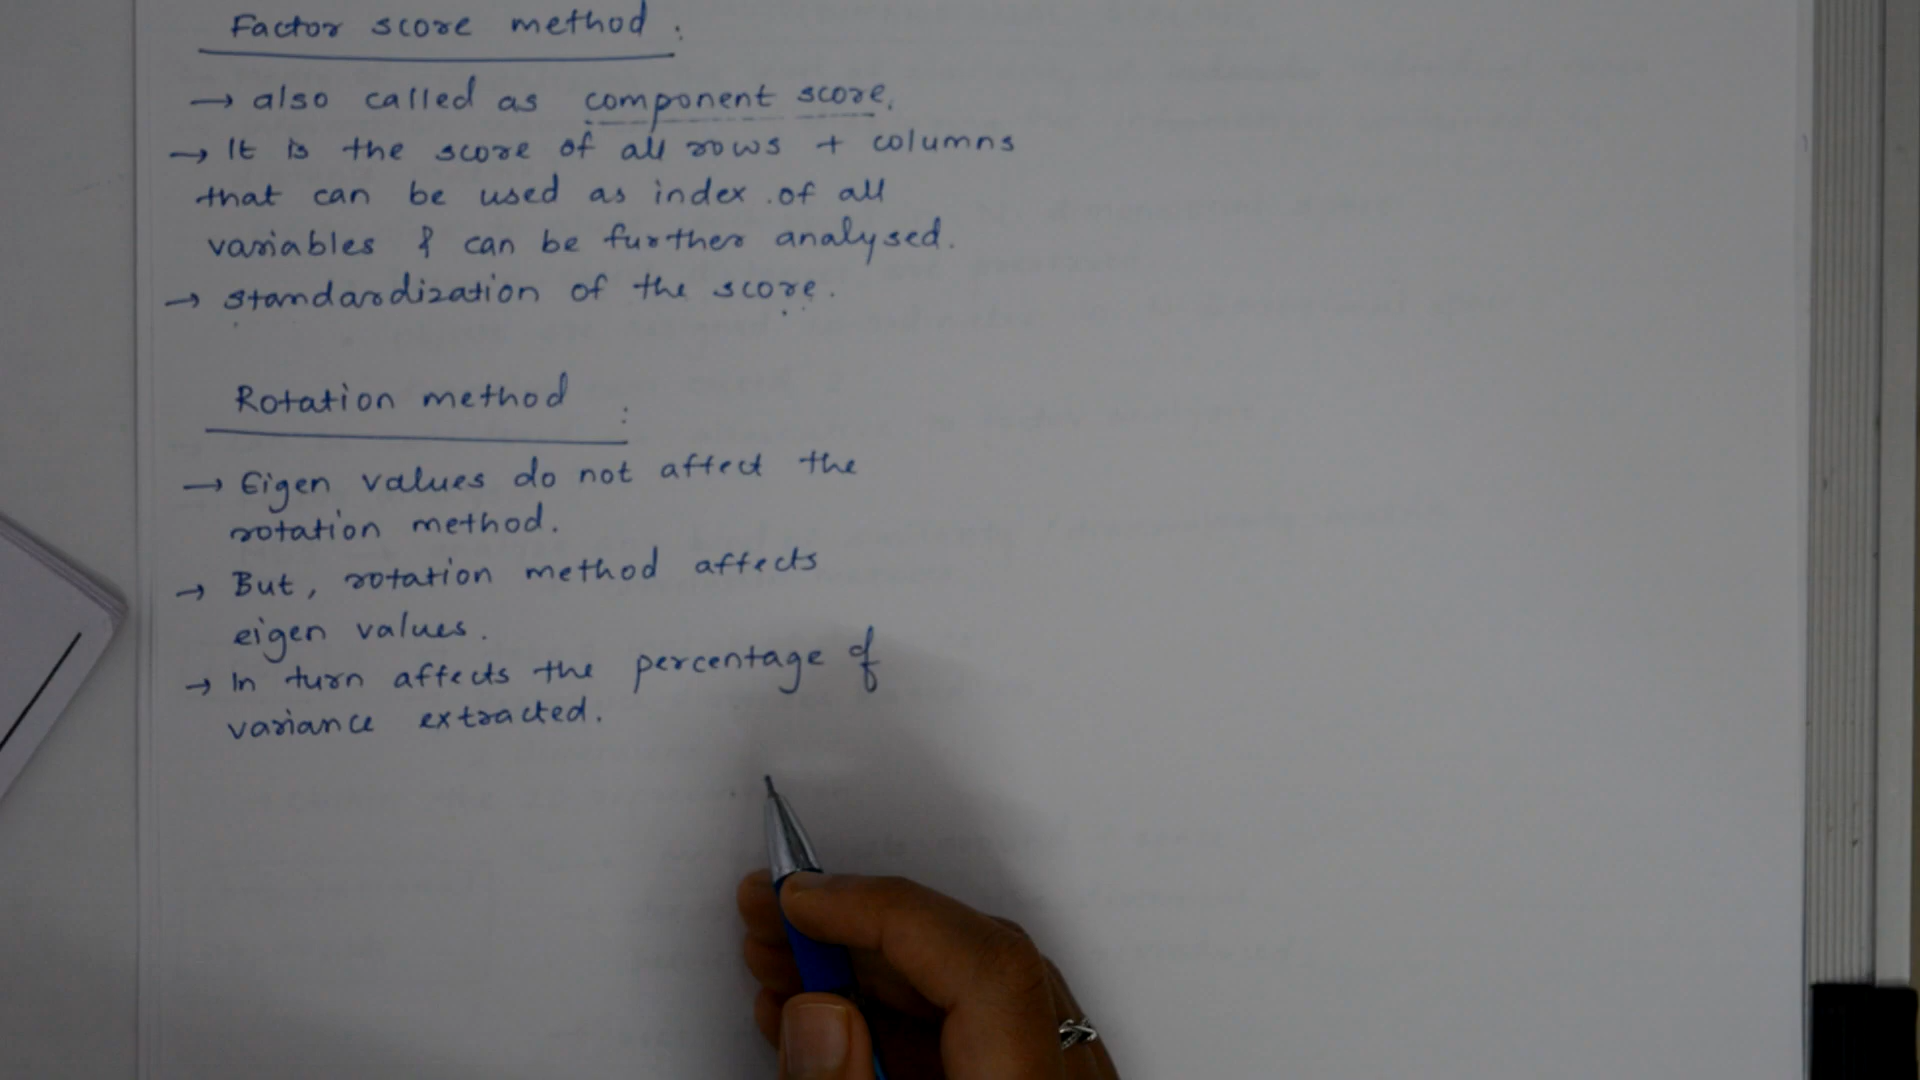 Factor score method :
→ also called as component score.
→ It is the score of all rows + columns
that can be used as index of all
variables & can be further analysed.
→ standardization of the score.
Rotation method :
→ Eigen values do not affect the
rotation method.
→ But, rotation method affects
eigen values.
→ In turn affects the percentage of
variance extracted.